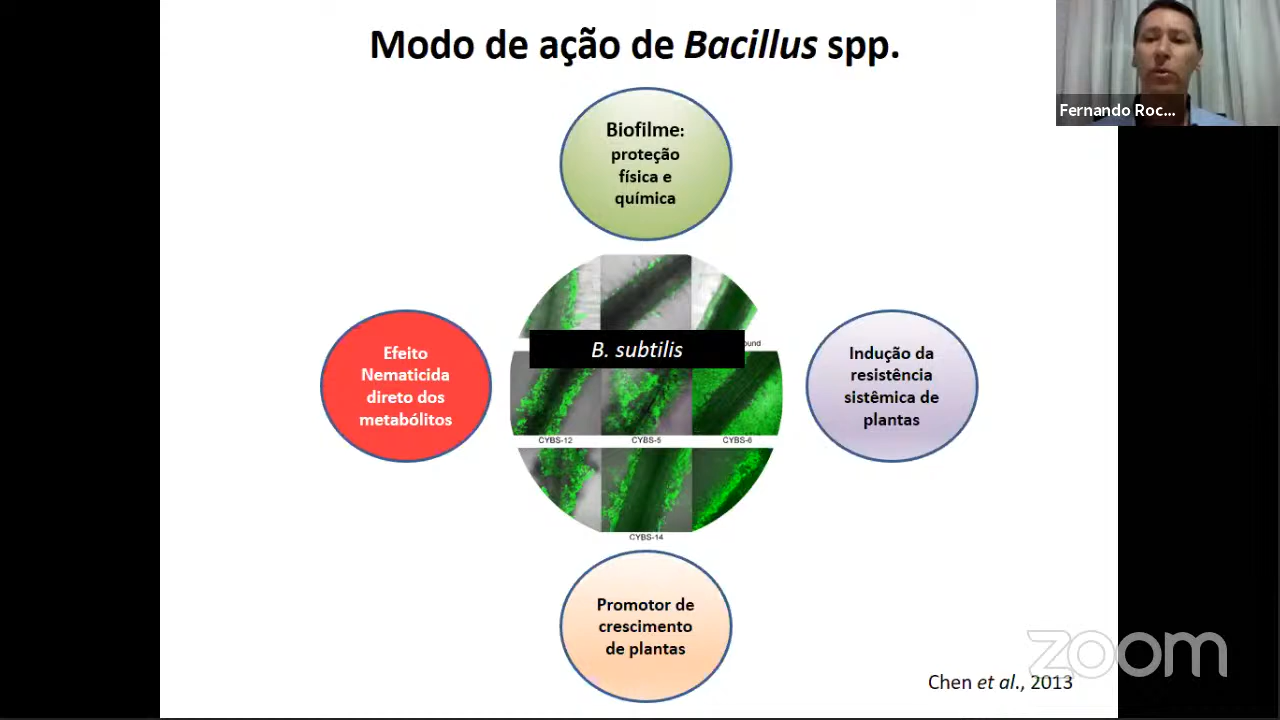 Modo de ação de Bacillus spp.
Fernando Roc...
Biofilme:
proteção
física e
química
B. subtilis
ound
Efeito
Nematicida
direto dos
metabólitos
Indução da
resistência
sistêmica de
plantas
CYBS-12 CYBS-5 CYBS-6
CYBS-14
Promotor de
crescimento
de plantas
zoom
Chen et al., 2013